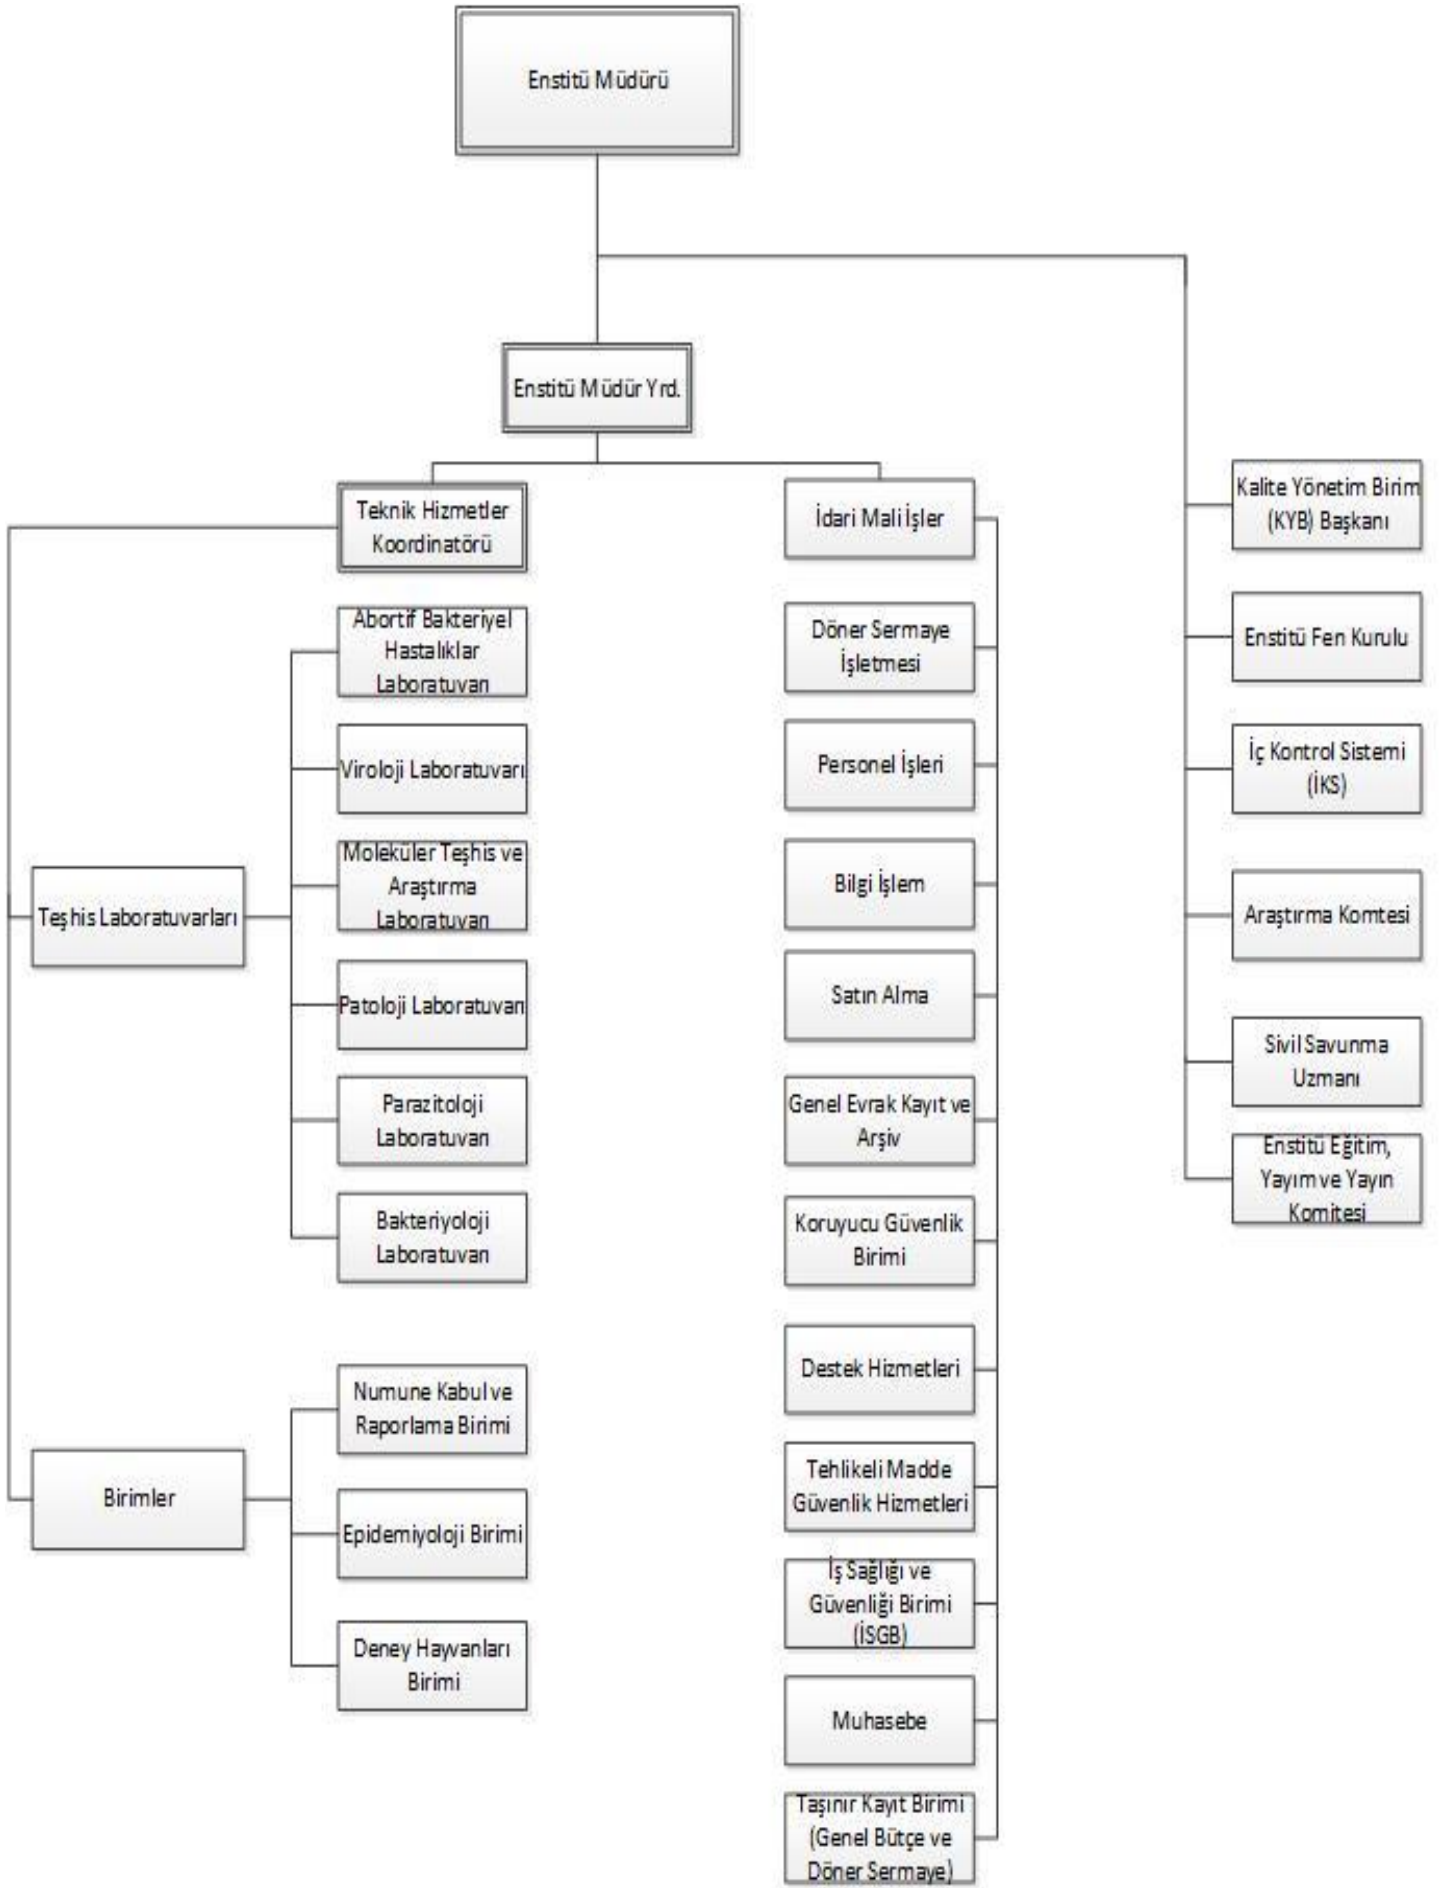 Enstitü Müdürü
Enstitü Müdür Yrd.
Teknik Hizmetler
Koordinatörü
Abortif Bakteriyel
Hastalıklar
Laboratuvarı
Viroloji Laboratuvarı
Moleküler Teşhis ve
Araştırma
Laboratuvarı
Teşhis Laboratuvarları
Patoloji Laboratuvarı
Parazitoloji
Laboratuvarı
Bakteriyoloji
Laboratuvarı
Birimler
Numune Kabul ve
Raporlama Birimi
Epidemiyoloji Birimi
Deney Hayvanları
Birimi
İdari Mali İşler
Döner Sermaye
İşletmesi
Personel İşleri
Bilgi İşlem
Satın Alma
Genel Evrak Kayıt ve
Arşiv
Koruyucu Güvenlik
Birimi
Destek Hizmetleri
Tehlikeli Madde
Güvenlik Hizmetleri
İş Sağlığı ve
Güvenliği Birimi
(İSGB)
Muhasebe
Taşınır Kayıt Birimi
(Genel Bütçe ve
Döner Sermaye)
Kalite Yönetim Birim
(KYB) Başkanı
Enstitü Fen Kurulu
İç Kontrol Sistemi
(İKS)
Araştırma Komtesi
Sivil Savunma
Uzmanı
Enstitü Eğitim,
Yayım ve Yayın
Komitesi